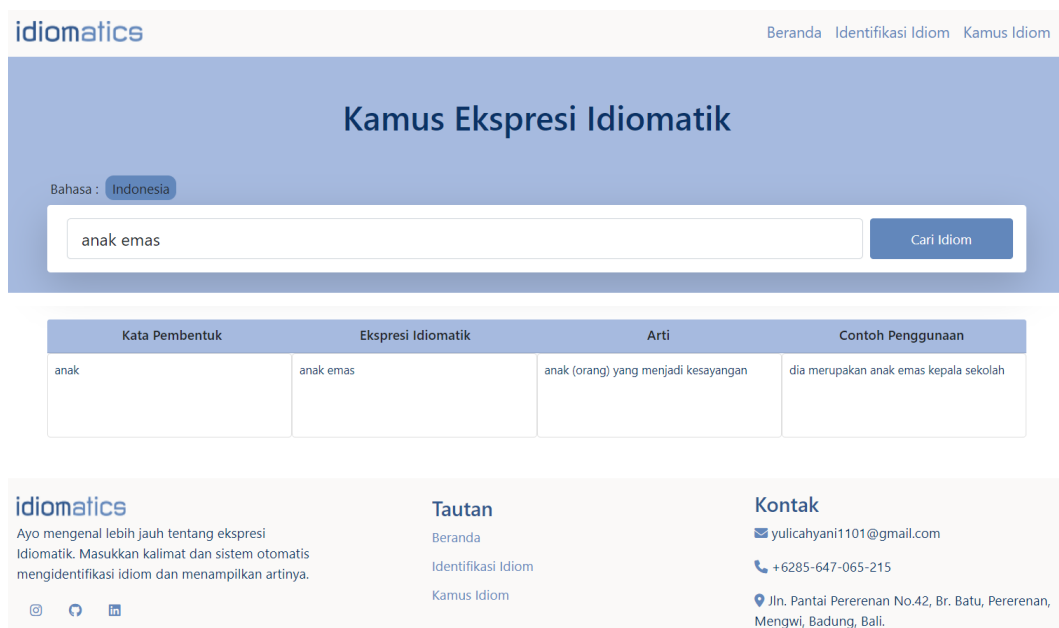 idiomatics
Beranda Identifikasi Idiom Kamus Idiom
Kamus Ekspresi Idiomatik
Bahasa : Indonesia
anak emas Cari Idiom
Kata Pembentuk Ekspresi Idiomatik Arti Contoh Penggunaan
anak anak emas anak (orang) yang menjadi kesayangan dia merupakan anak emas kepala sekolah
idiomatics
Ayo mengenal lebih jauh tentang ekspresi
Idiomatik. Masukkan kalimat dan sistem otomatis
mengidentifikasi idiom dan menampilkan artinya.
Tautan
Beranda
Identifikasi Idiom
Kamus Idiom
Kontak
yulicahyani1101@gmail.com
+6285-647-065-215
Jln. Pantai Pererenan No.42, Br. Batu, Pererenan,
Mengwi, Badung, Bali.